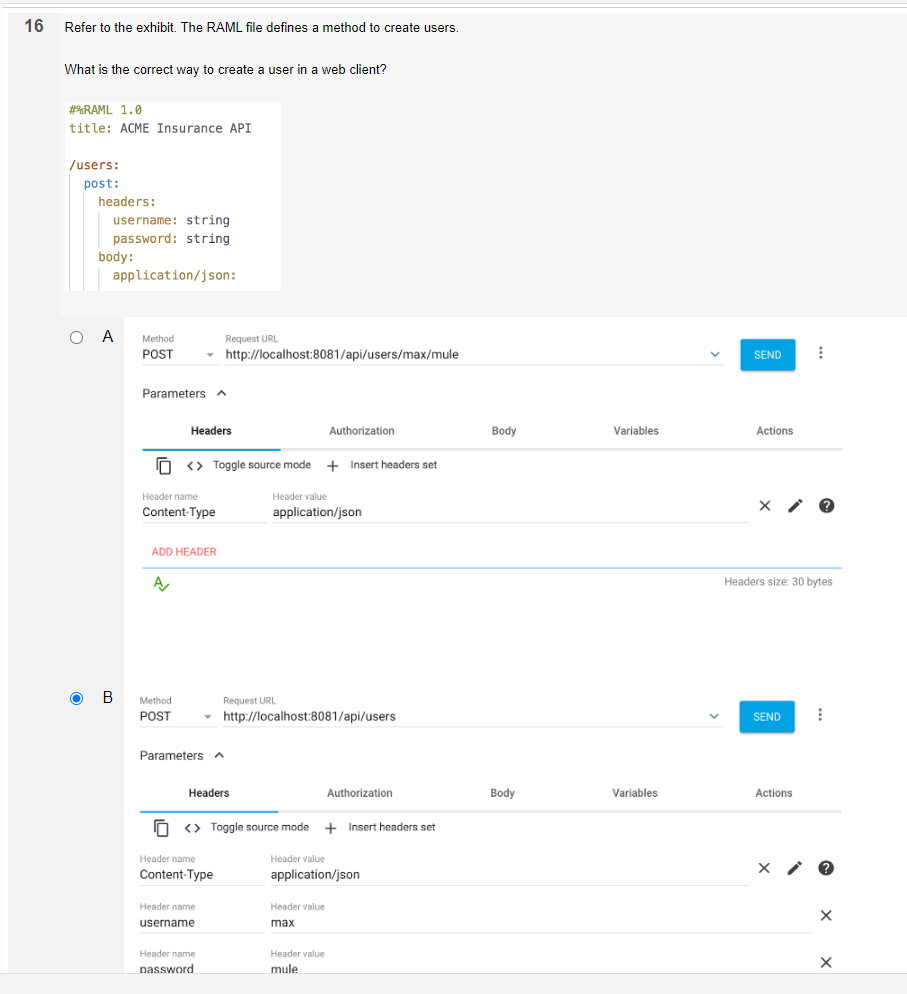 16 Refer to the exhibit. The RAML file defines a method to create users.
What is the correct way to create a user in a web client?
#%RAML 1.0
title: ACME Insurance API
/users:
post:
headers:
username: string
password: string
body:
application/json:
A
Method Request URL
POST http://localhost:8081/api/users/max/mule SEND
Parameters
Headers Authorization Body Variables Actions
<> Toggle source mode + Insert headers set
Header name Header value
Content-Type application/json
ADD HEADER
A Headers size: 30 bytes
B
Method Request URL
POST http://localhost:8081/api/users SEND
Parameters
Headers Authorization Body Variables Actions
<> Toggle source mode + Insert headers set
Header name Header value
Content-Type application/json
Header name Header value
username max
Header name Header value
password mule